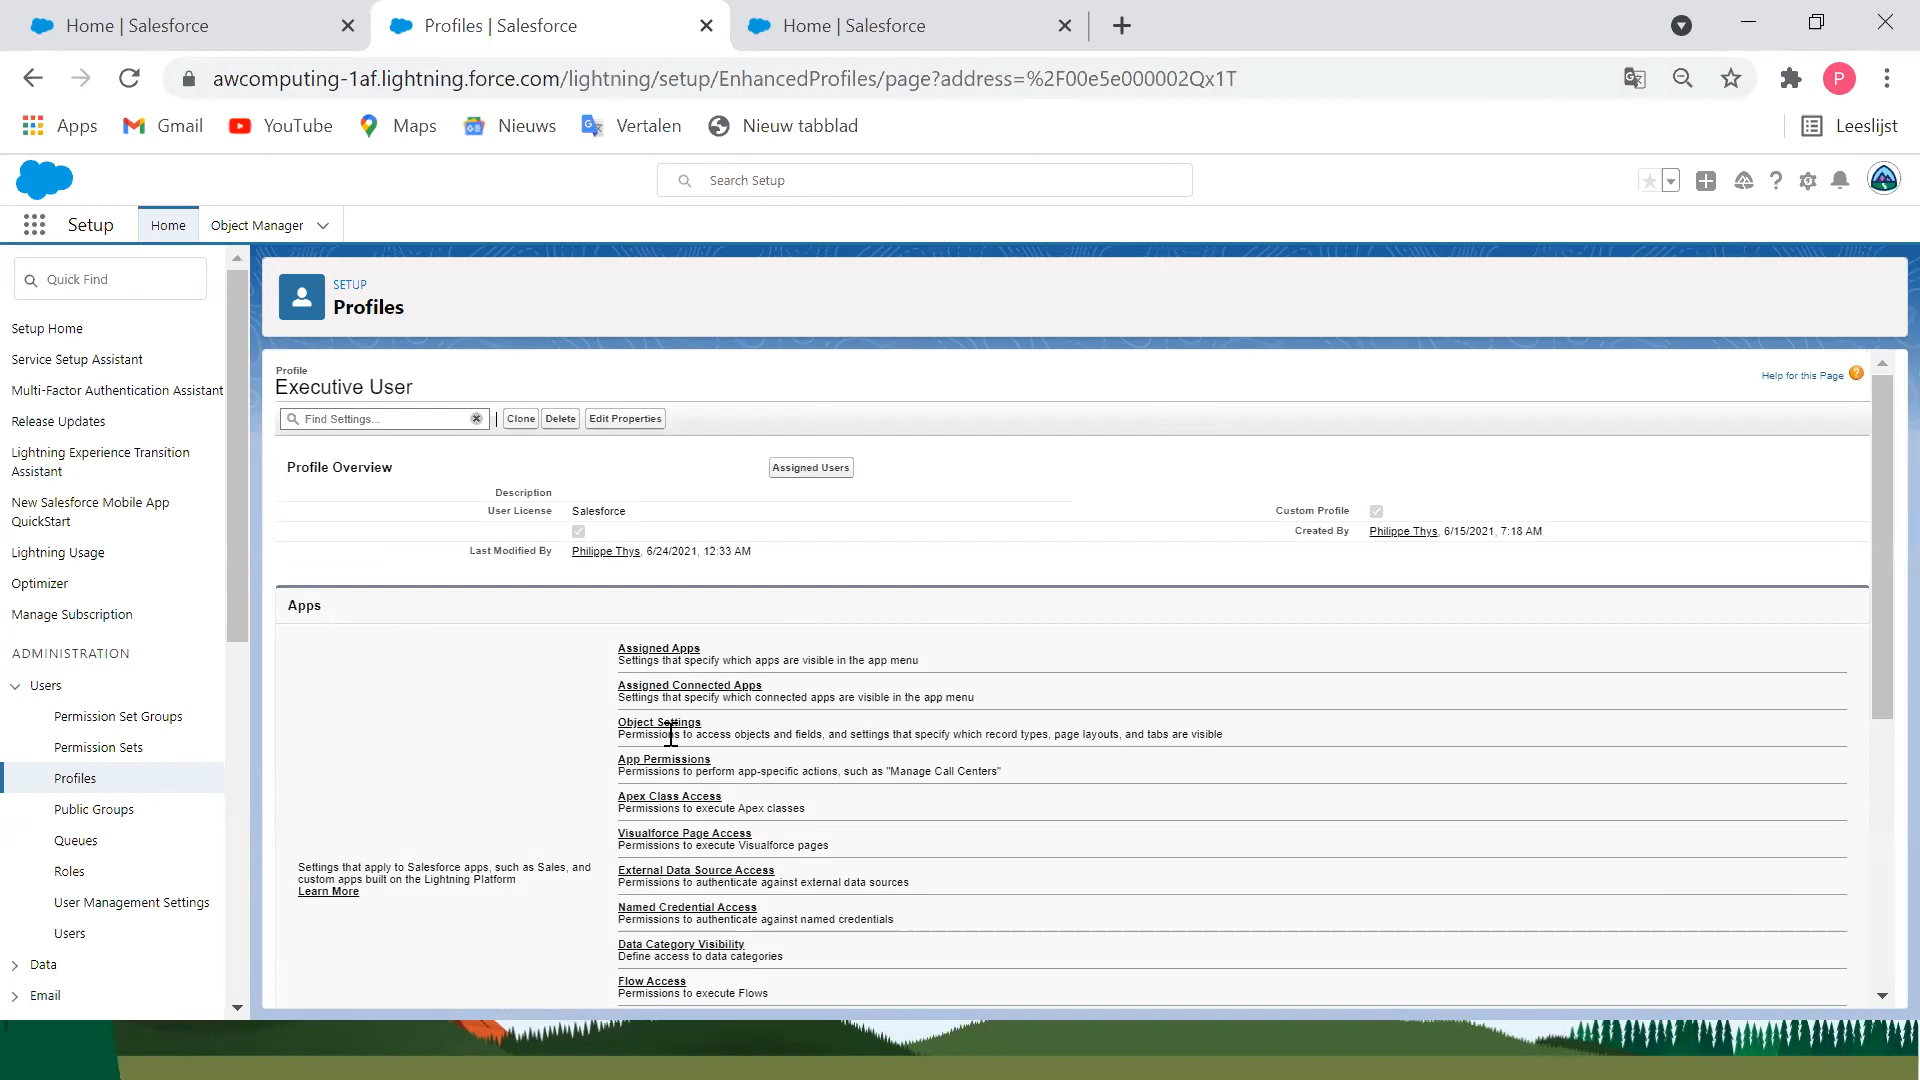 Home | Salesforce
Profiles | Salesforce
Home | Salesforce
awcomputing-1af.lightning.force.com/lightning/setup/EnhancedProfiles/page?address=%2F00e5e000002Qx1T
P
Apps
Gmail
YouTube
Maps
Nieuws
Vertalen
Nieuw tabblad
Leeslijst
Search Setup
Setup
Home
Object Manager
Quick Find
Setup Home
Service Setup Assistant
Multi-Factor Authentication Assistant
Release Updates
Lightning Experience Transition
Assistant
New Salesforce Mobile App
QuickStart
Lightning Usage
Optimizer
Manage Subscription
ADMINISTRATION
Users
Permission Set Groups
Permission Sets
Profiles
Public Groups
Queues
Roles
User Management Settings
Users
Data
Email
SETUP
Profiles
Profile
Executive User
Help for this Page
Find Settings...
Clone
Delete
Edit Properties
Profile Overview
Assigned Users
Description
User License Salesforce
Custom Profile
Created By Philippe Thys, 6/15/2021, 7:18 AM
Last Modified By Philippe Thys, 6/24/2021, 12:33 AM
Apps
Settings that apply to Salesforce apps, such as Sales, and
custom apps built on the Lightning Platform
Learn More
Assigned Apps
Settings that specify which apps are visible in the app menu
Assigned Connected Apps
Settings that specify which connected apps are visible in the app menu
Object Settings
Permissions to access objects and fields, and settings that specify which record types, page layouts, and tabs are visible
App Permissions
Permissions to perform app-specific actions, such as "Manage Call Centers"
Apex Class Access
Permissions to execute Apex classes
Visualforce Page Access
Permissions to execute Visualforce pages
External Data Source Access
Permissions to authenticate against external data sources
Named Credential Access
Permissions to authenticate against named credentials
Data Category Visibility
Define access to data categories
Flow Access
Permissions to execute Flows